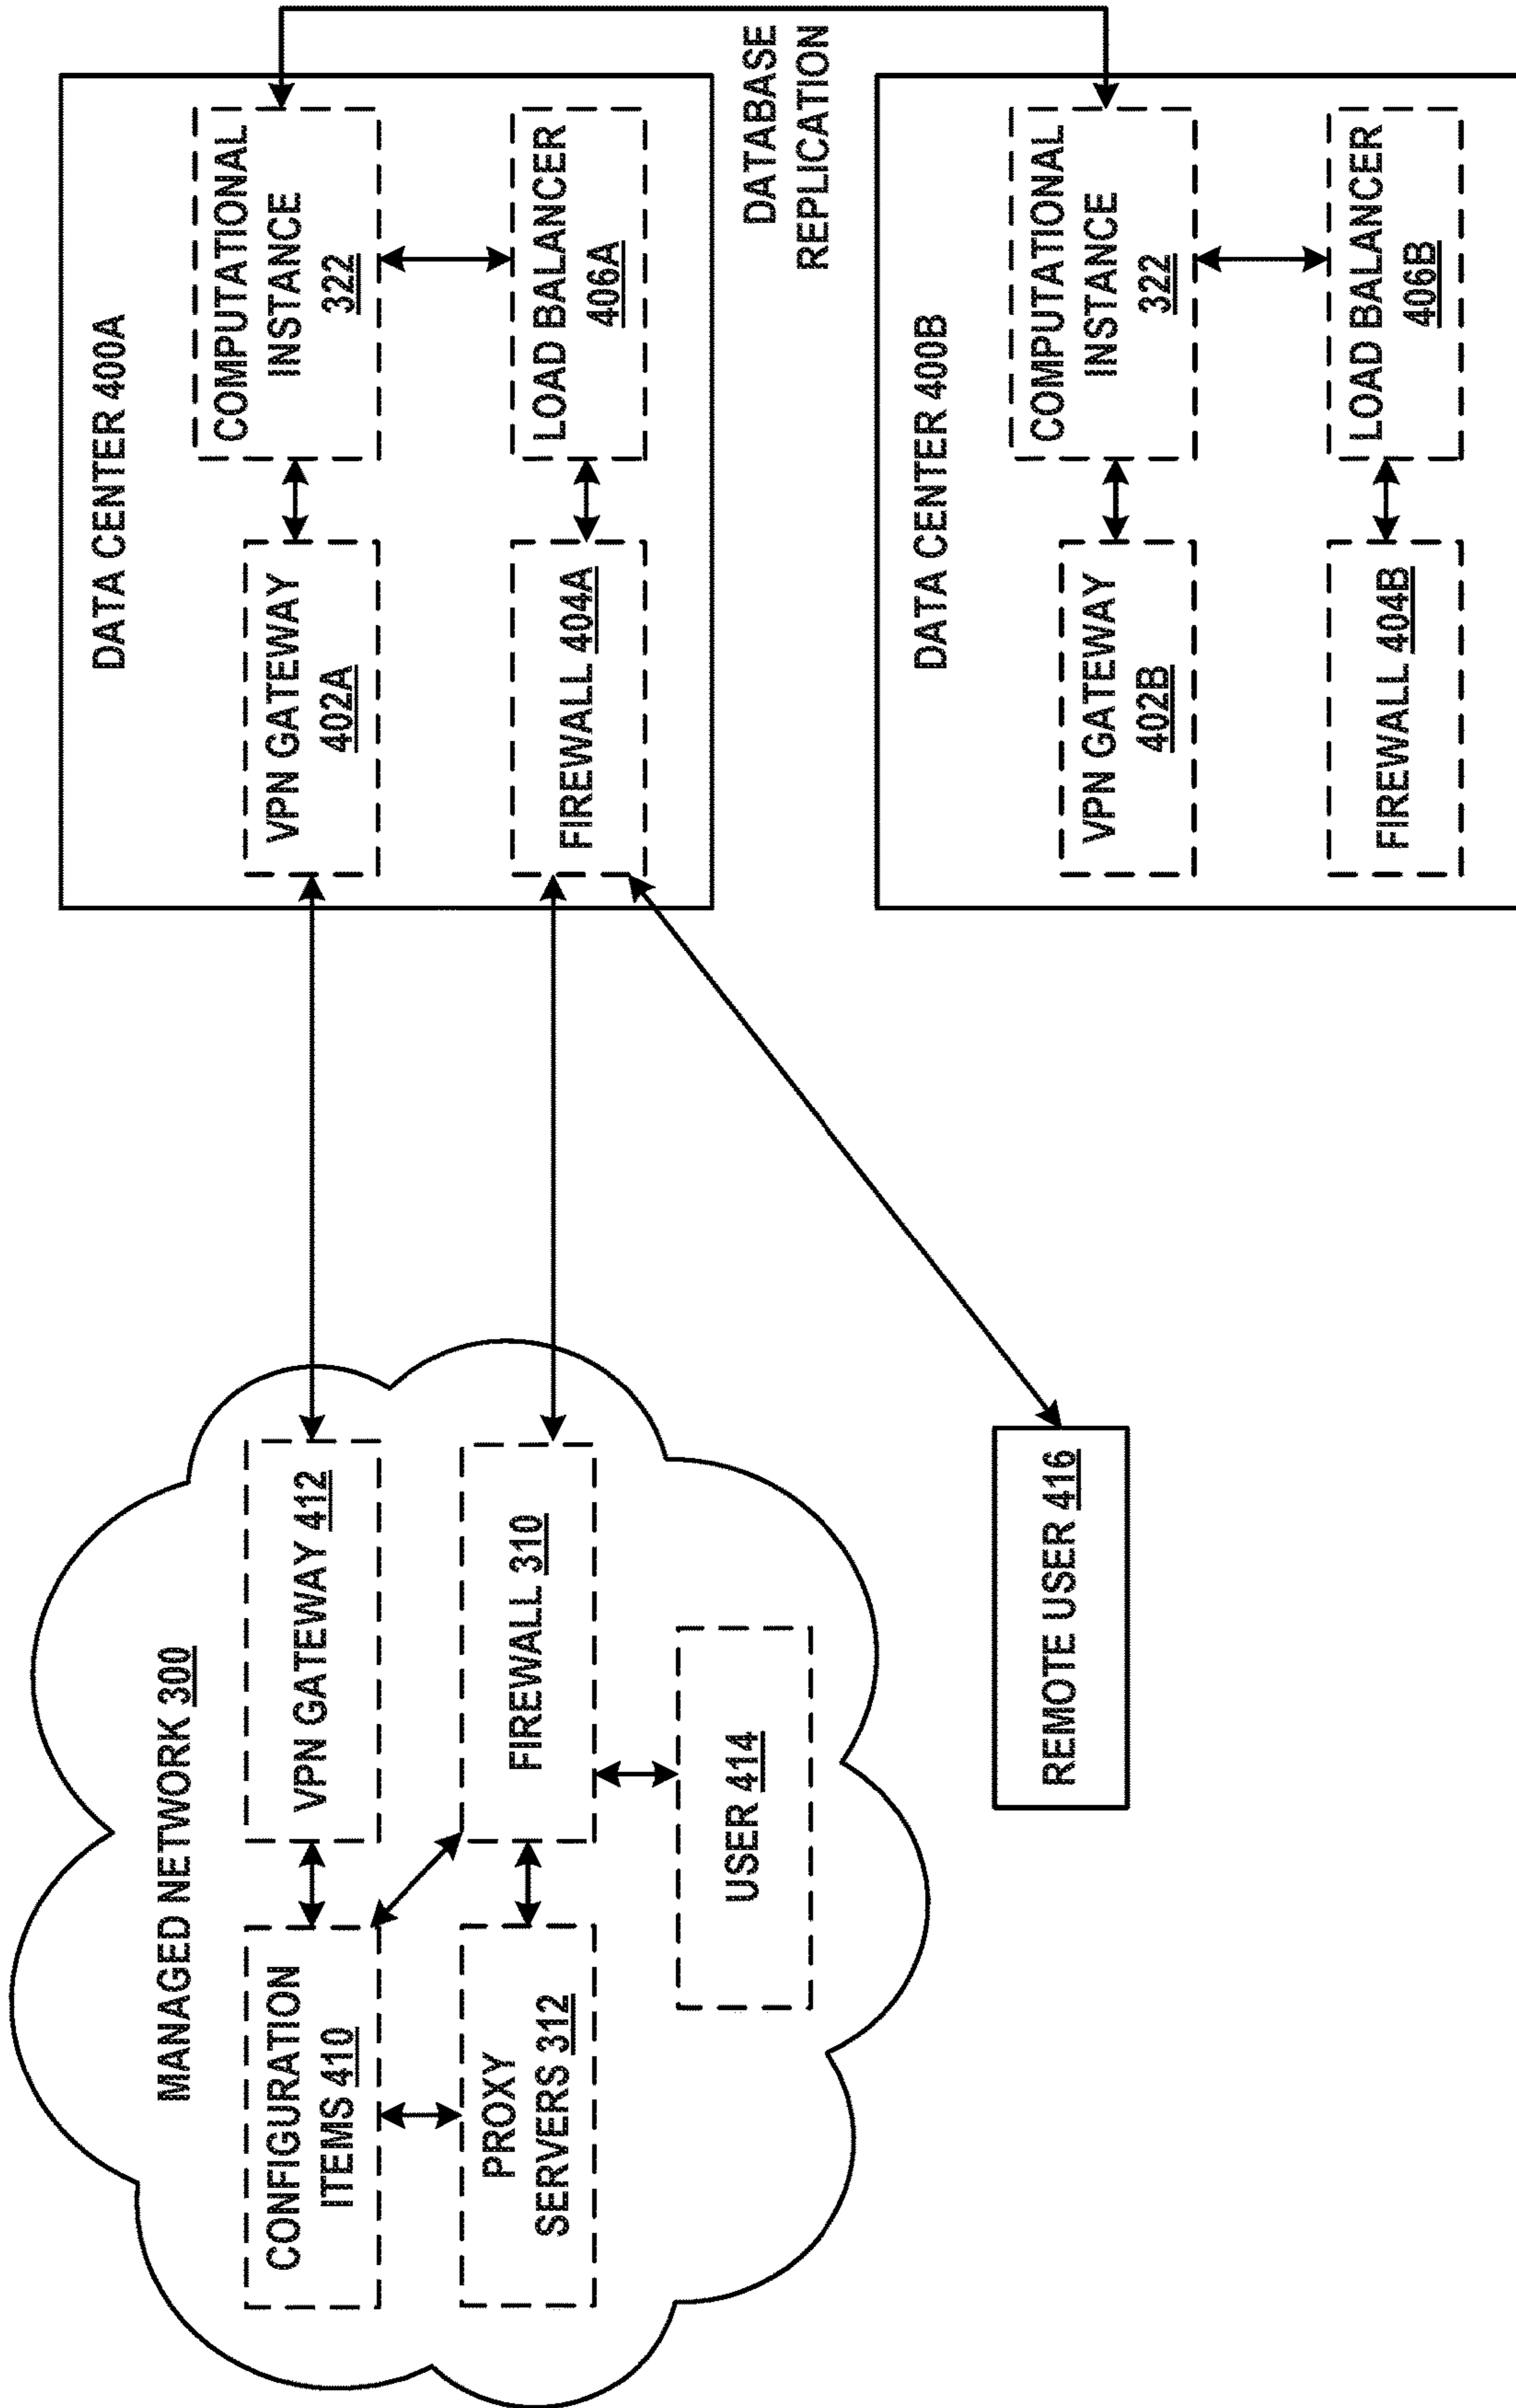 MANAGED NETWORK 300
CONFIGURATION
ITEMS 410
VPN GATEWAY 412
PROXY
SERVERS 312
FIREWALL 310
USER 414
REMOTE USER 416
DATA CENTER 400A
VPN GATEWAY
402A
COMPUTATIONAL
INSTANCE
322
FIREWALL 404A
LOAD BALANCER
406A
DATABASE
REPLICATION
DATA CENTER 400B
VPN GATEWAY
402B
COMPUTATIONAL
INSTANCE
322
FIREWALL 404B
LOAD BALANCER
406B